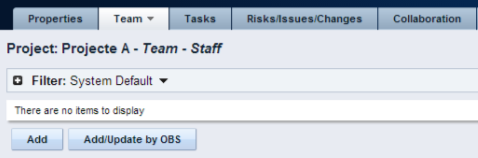 Properties Team Tasks Risks/Issues/Changes Collaboration
Project: Projecte A - Team - Staff
Filter: System Default
There are no items to display
Add Add/Update by OBS